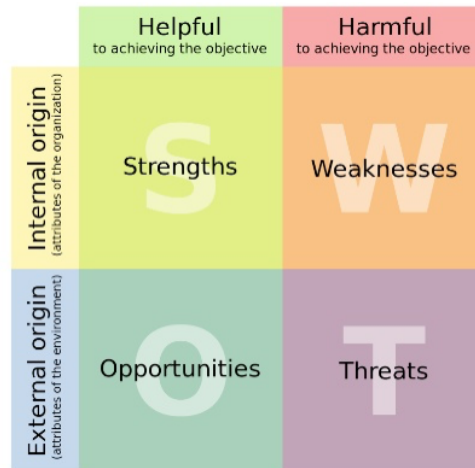 Helpful
to achieving the objective
Harmful
to achieving the objective
Internal origin
(attributes of the organization)
S
Strengths
W
Weaknesses
External origin
(attributes of the environment)
O
Opportunities
T
Threats